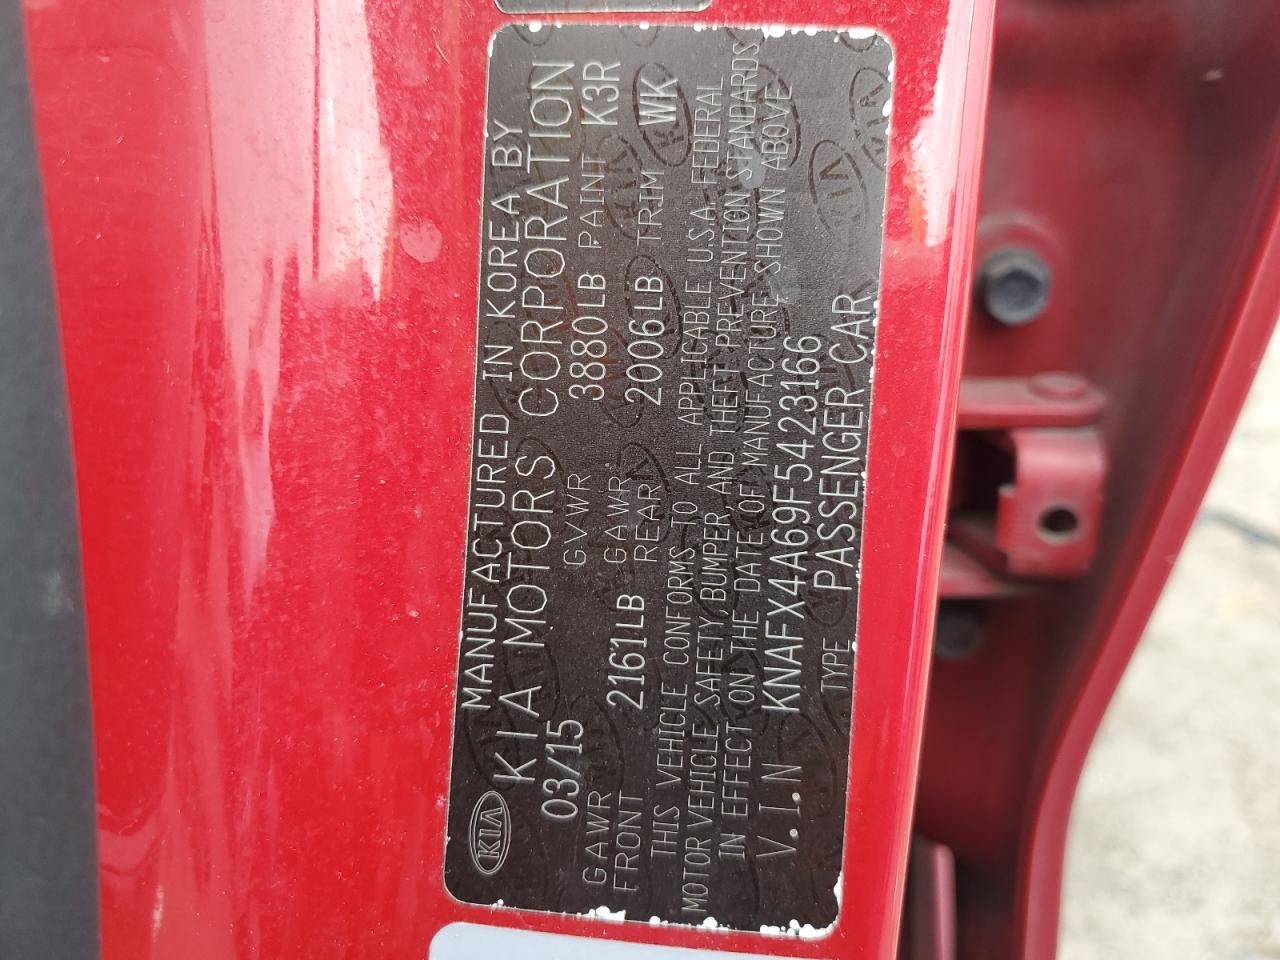 MANUFACTURED IN KOREA BY
KIA KIA MOTORS CORPORATION
03/15 GVWR 3880LB PAINT K3R
GAWR FRONT 2161LB GAWR REAR 2006LB TRIM WK
THIS VEHICLE CONFORMS TO ALL APPLICABLE U.S.A. FEDERAL
MOTOR VEHICLE SAFETY, BUMPER, AND THEFT PREVENTION STANDARDS
IN EFFECT ON THE DATE OF MANUFACTURE SHOWN ABOVE
V.I.N KNAFX4A69F5423166
TYPE PASSENGER CAR